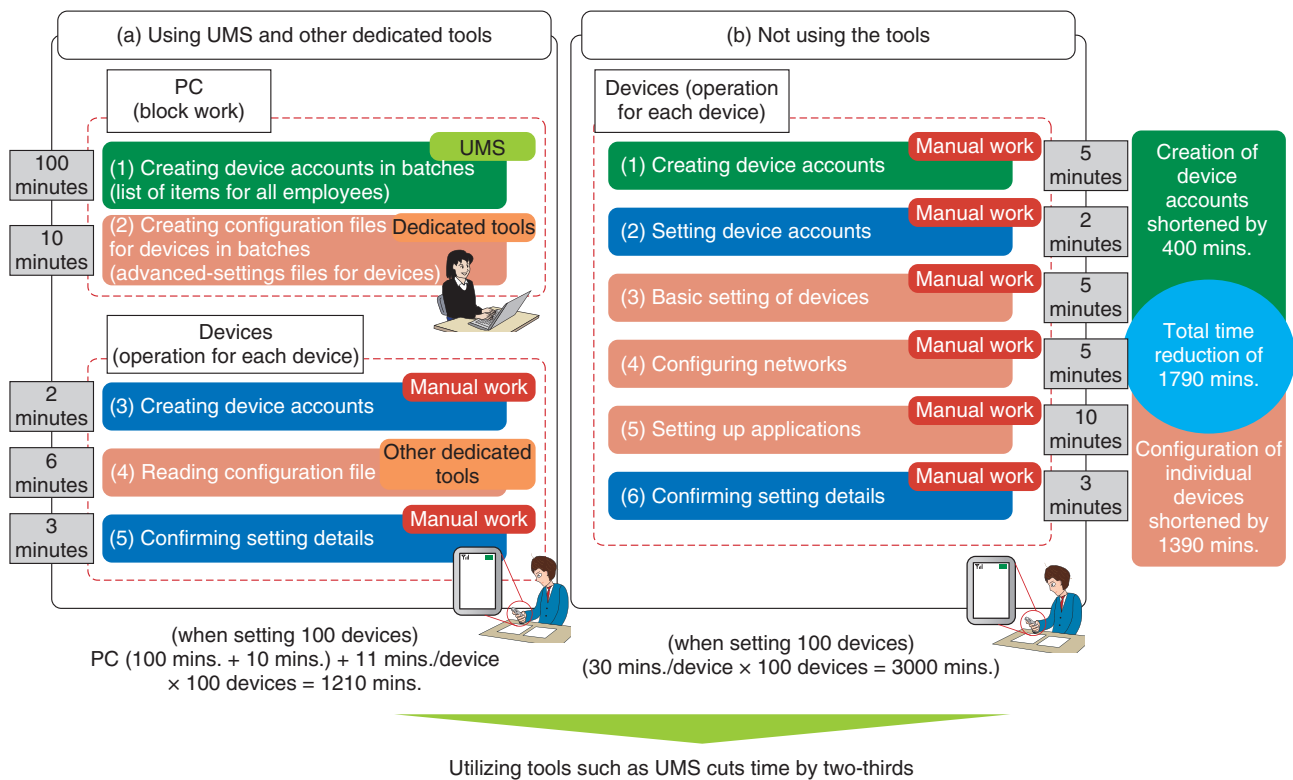 (a) Using UMS and other dedicated tools
PC
(block work)
UMS
100
minutes
(1) Creating device accounts in batches
(list of items for all employees)
10
minutes
(2) Creating configuration files
for devices in batches
(advanced-settings files for devices)
Dedicated tools
Devices
(operation for each device)
2
minutes
Manual work
(3) Creating device accounts
6
minutes
Other dedicated
tools
(4) Reading configuration file
3
minutes
Manual work
(5) Confirming setting details
(when setting 100 devices)
PC (100 mins. + 10 mins.) + 11 mins./device
× 100 devices = 1210 mins.
(b) Not using the tools
Devices (operation
for each device)
Manual work
(1) Creating device accounts
5
minutes
Manual work
(2) Setting device accounts
2
minutes
Manual work
(3) Basic setting of devices
5
minutes
Manual work
(4) Configuring networks
5
minutes
Manual work
(5) Setting up applications
10
minutes
Manual work
(6) Confirming setting details
3
minutes
(when setting 100 devices)
(30 mins./device × 100 devices = 3000 mins.)
Creation of
device
accounts
shortened by
400 mins.
Total time
reduction of
1790 mins.
Configuration of
individual
devices
shortened by
1390 mins.
Utilizing tools such as UMS cuts time by two-thirds